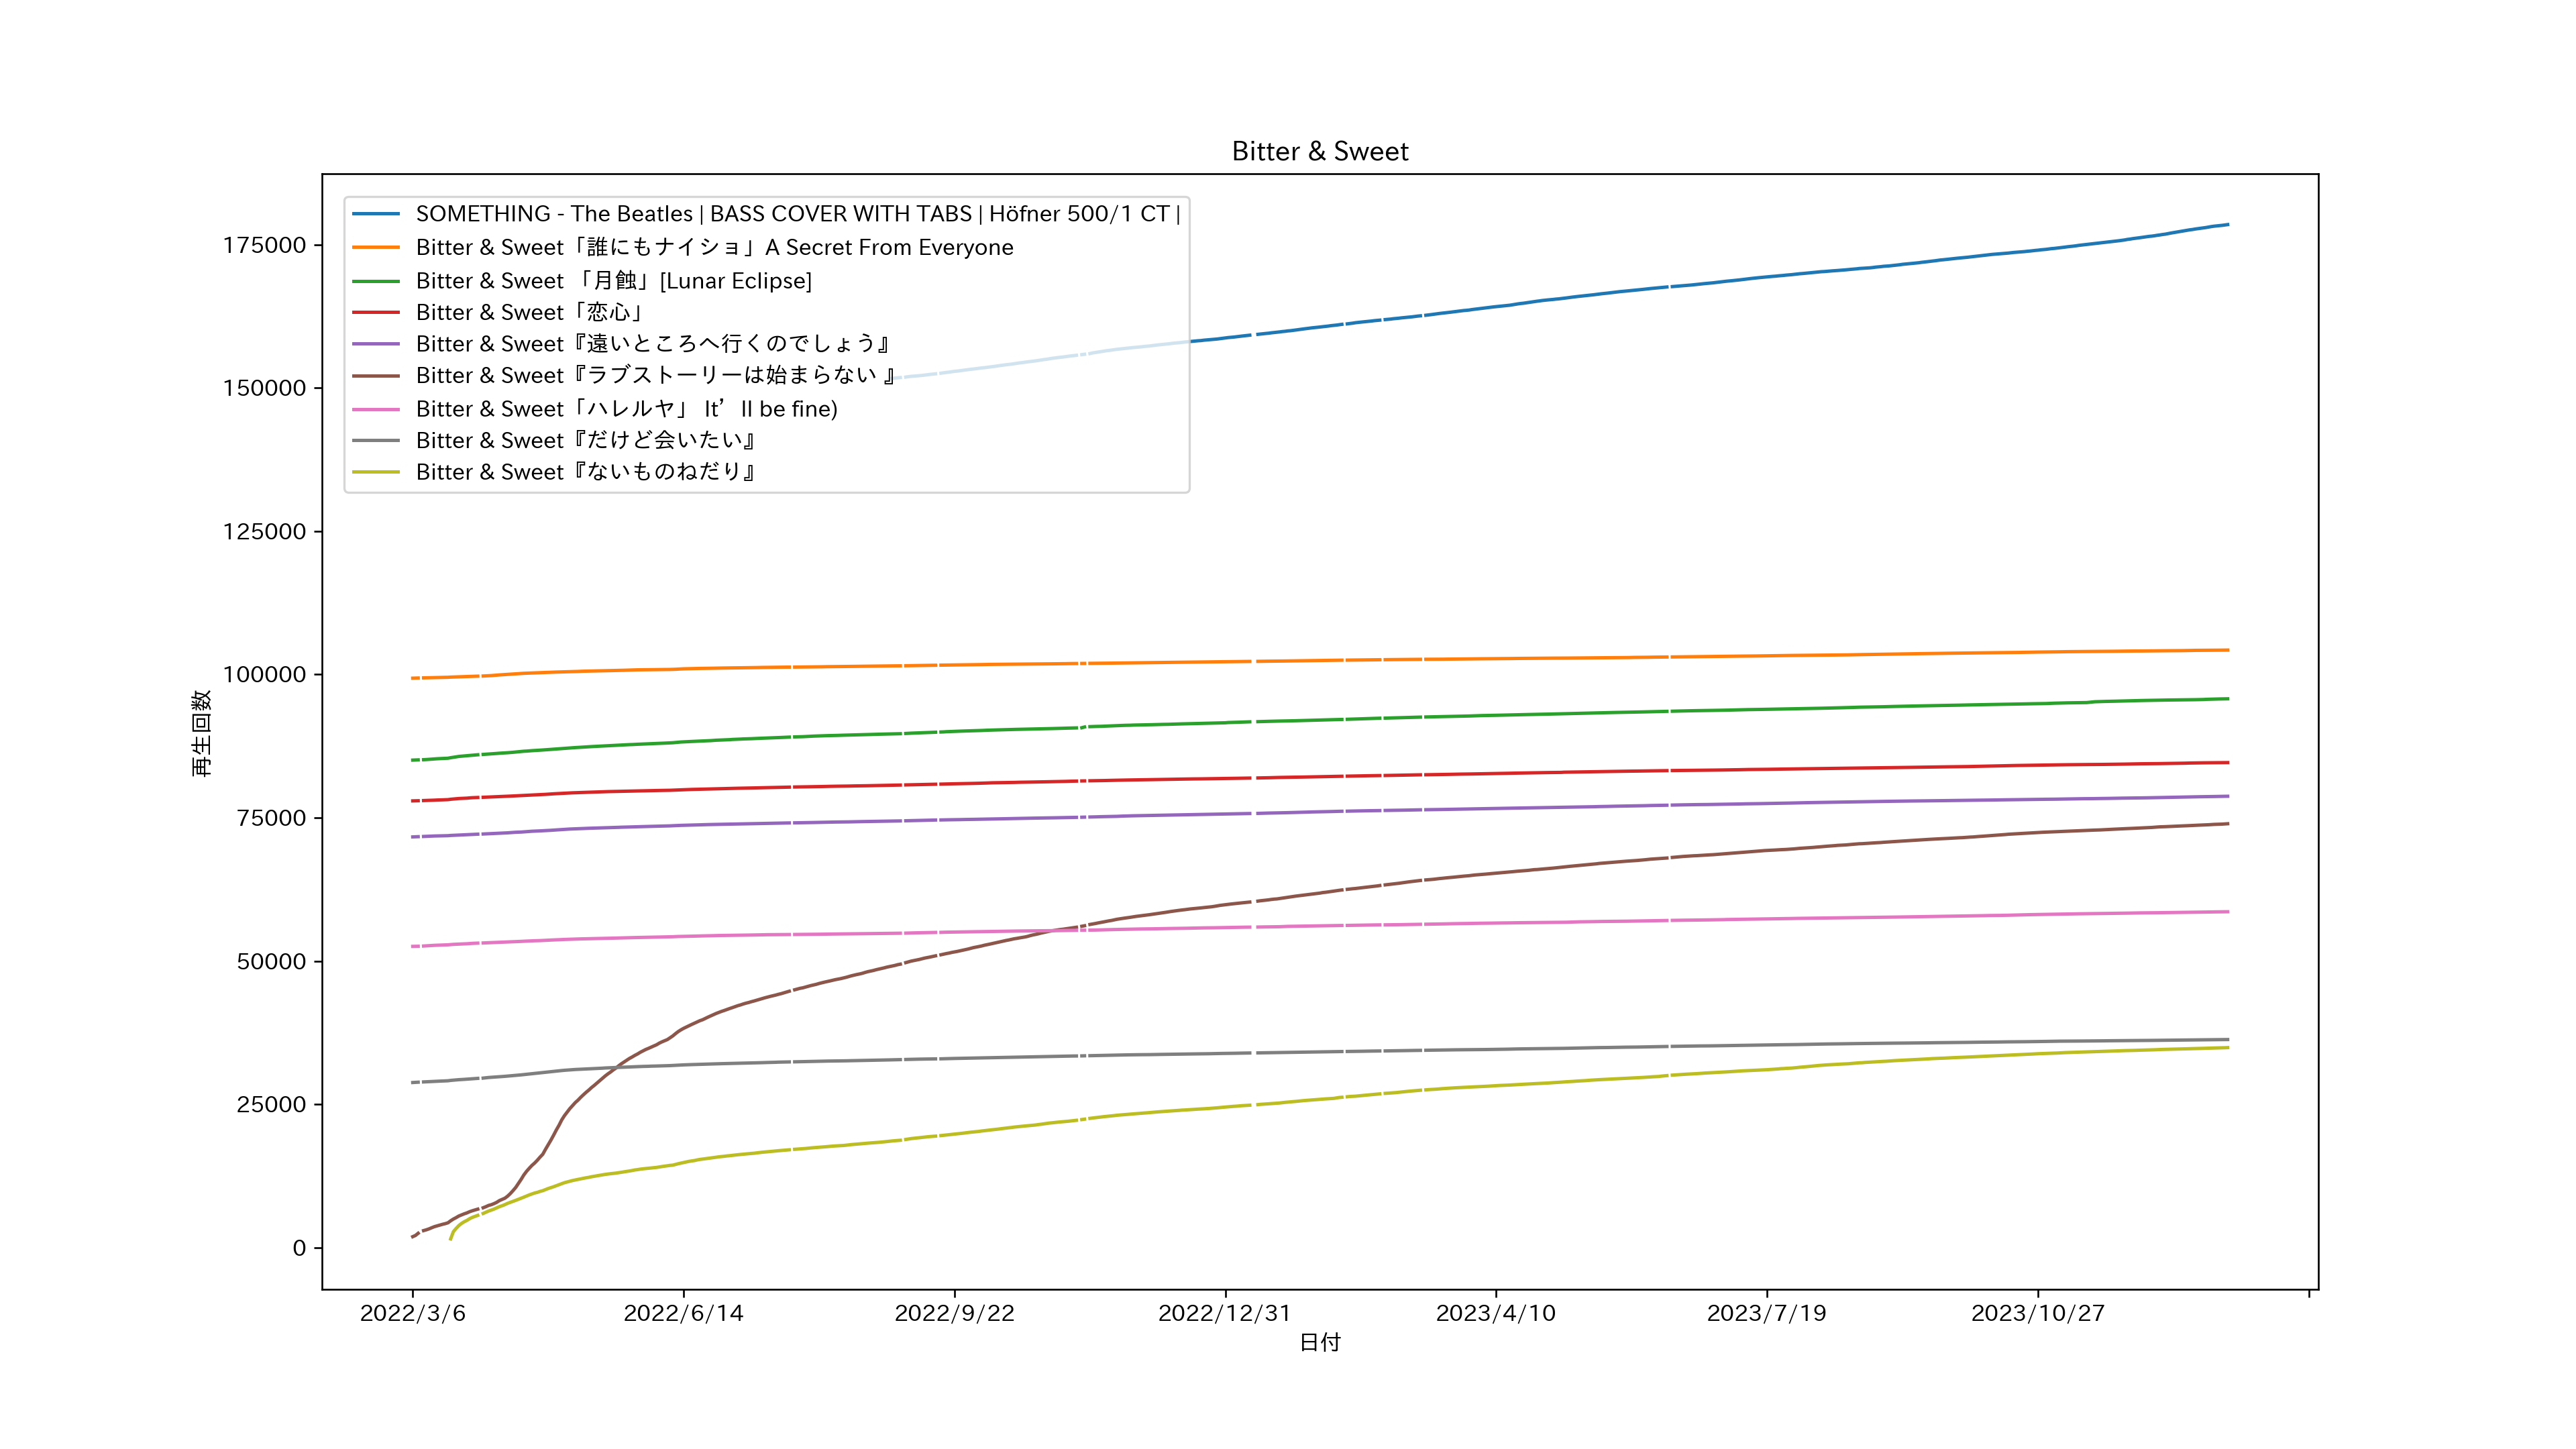 Bitter & Sweet
SOMETHING - The Beatles | BASS COVER WITH TABS | Höfner 500/1 CT |
Bitter & Sweet「誰にもナイショ」A Secret From Everyone
Bitter & Sweet 「月蝕」[Lunar Eclipse]
Bitter & Sweet「恋心」
Bitter & Sweet『遠いところへ行くのでしょう』
Bitter & Sweet『ラブストーリーは始まらない 』
Bitter & Sweet「ハレルヤ」 It’ll be fine)
Bitter & Sweet『だけど会いたい』
Bitter & Sweet『ないものねだり』
175000
150000
125000
100000
75000
50000
25000
0
再生回数
2022/3/6 2022/6/14 2022/9/22 2022/12/31 2023/4/10 2023/7/19 2023/10/27
日付